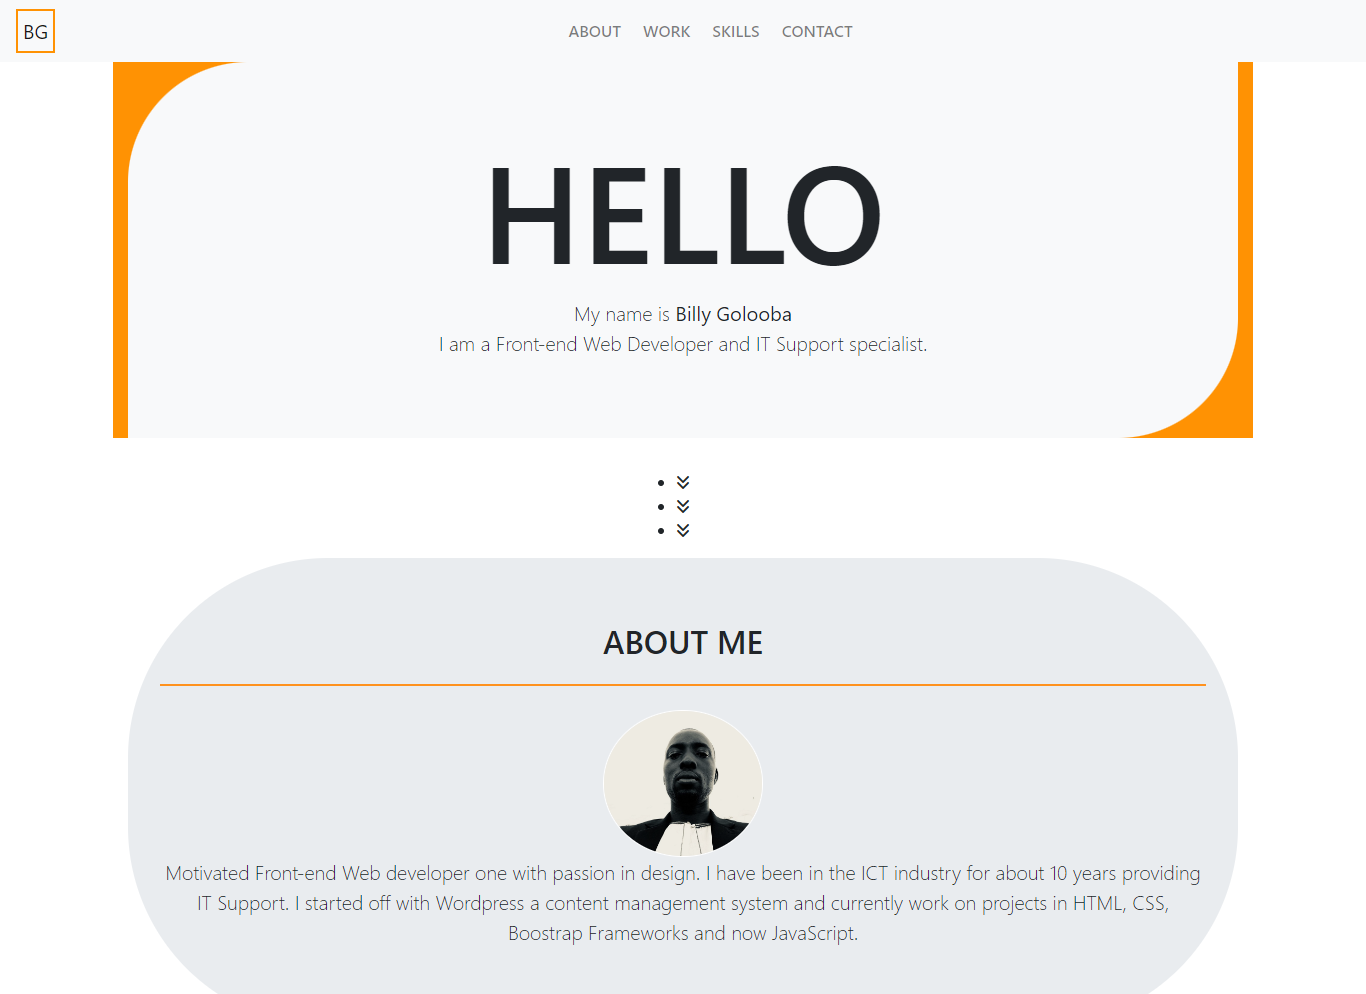 BG
ABOUT WORK SKILLS CONTACT
HELLO
My name is Billy Golooba
I am a Front-end Web Developer and IT Support specialist.
ABOUT ME
Motivated Front-end Web developer one with passion in design. I have been in the ICT industry for about 10 years providing
IT Support. I started off with Wordpress a content management system and currently work on projects in HTML, CSS,
Boostrap Frameworks and now JavaScript.